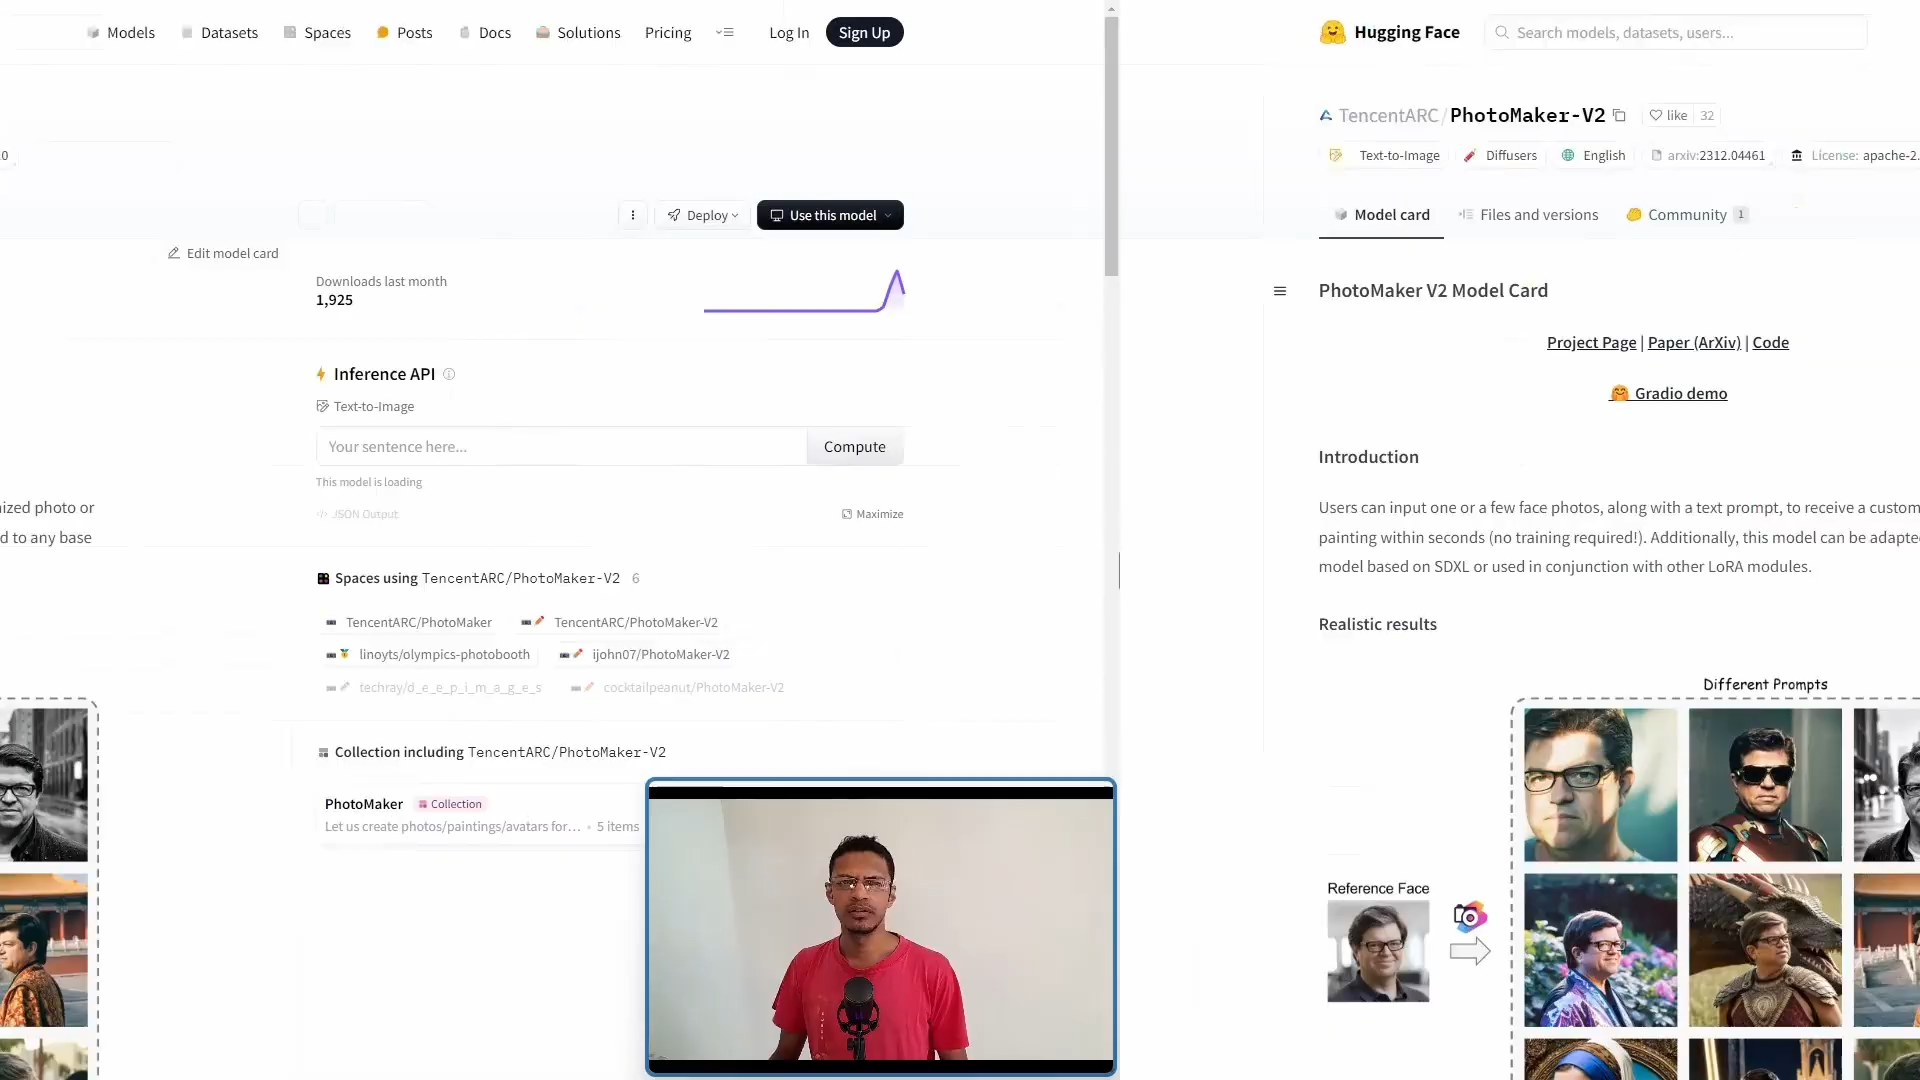 Models
Datasets
Spaces
Posts
Docs
Solutions
Pricing
Log In
Sign Up
Deploy
Use this model
Edit model card
Downloads last month
1,925
Inference API
Text-to-Image
Your sentence here...
Compute
This model is loading
JSON Output
Maximize
photo or
d to any base
Spaces using TencentARC/PhotoMaker-V2 6
TencentARC/PhotoMaker
TencentARC/PhotoMaker-V2
linoyts/olympics-photobooth
ijohn07/PhotoMaker-V2
techray/d_e_e_p_i_m_a_g_e_s
cocktailpeanut/PhotoMaker-V2
Collection including TencentARC/PhotoMaker-V2
PhotoMaker
Collection
Let us create photos/paintings/avatars for... • 5 items
Hugging Face
Search models, datasets, users...
TencentARC/PhotoMaker-V2
like 32
Text-to-Image
Diffusers
English
arxiv:2312.04461
License: apache-2.
Model card
Files and versions
Community 1
PhotoMaker V2 Model Card
Project Page | Paper (ArXiv) | Code
🤗 Gradio demo
Introduction
Users can input one or a few face photos, along with a text prompt, to receive a custom
painting within seconds (no training required!). Additionally, this model can be adapte
model based on SDXL or used in conjunction with other LoRA modules.
Realistic results
Different Prompts
Reference Face